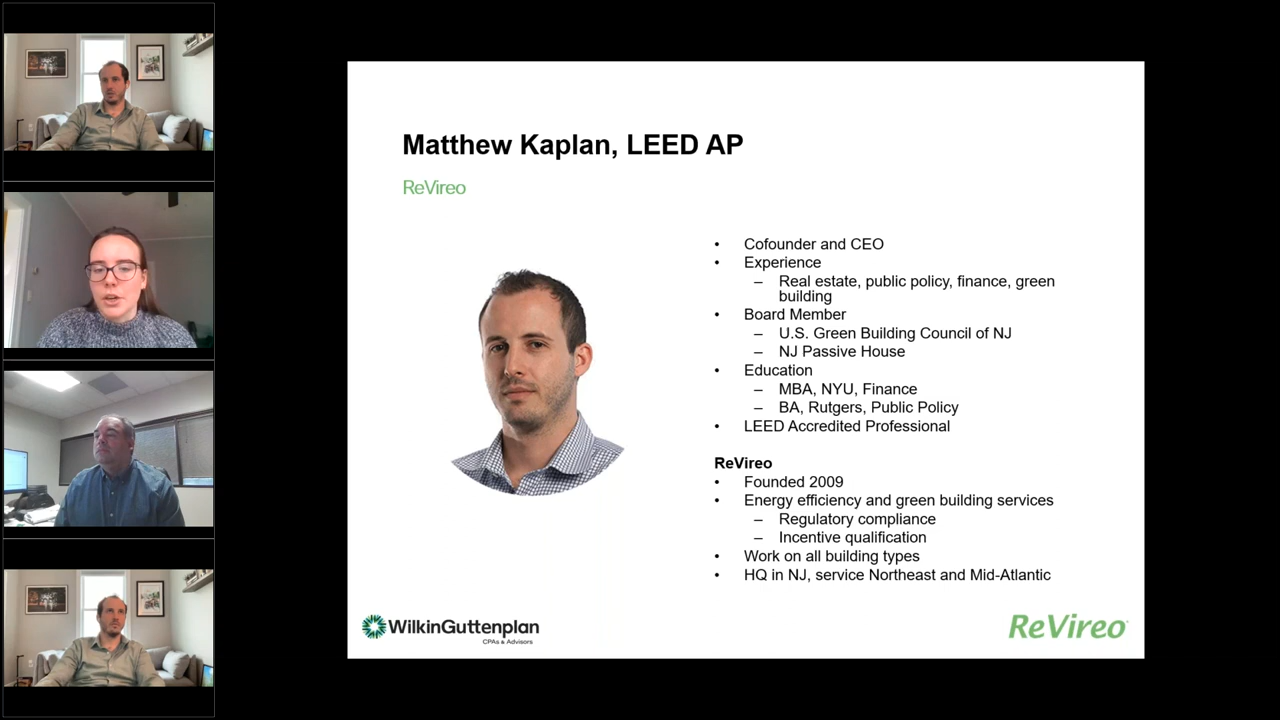 Matthew Kaplan, LEED AP
ReVireo
• Cofounder and CEO
• Experience
– Real estate, public policy, finance, green
building
• Board Member
– U.S. Green Building Council of NJ
– NJ Passive House
• Education
– MBA, NYU, Finance
– BA, Rutgers, Public Policy
• LEED Accredited Professional
ReVireo
• Founded 2009
• Energy efficiency and green building services
– Regulatory compliance
– Incentive qualification
• Work on all building types
• HQ in NJ, service Northeast and Mid-Atlantic
WilkinGuttenplan
CPAs & Advisors
ReVireo